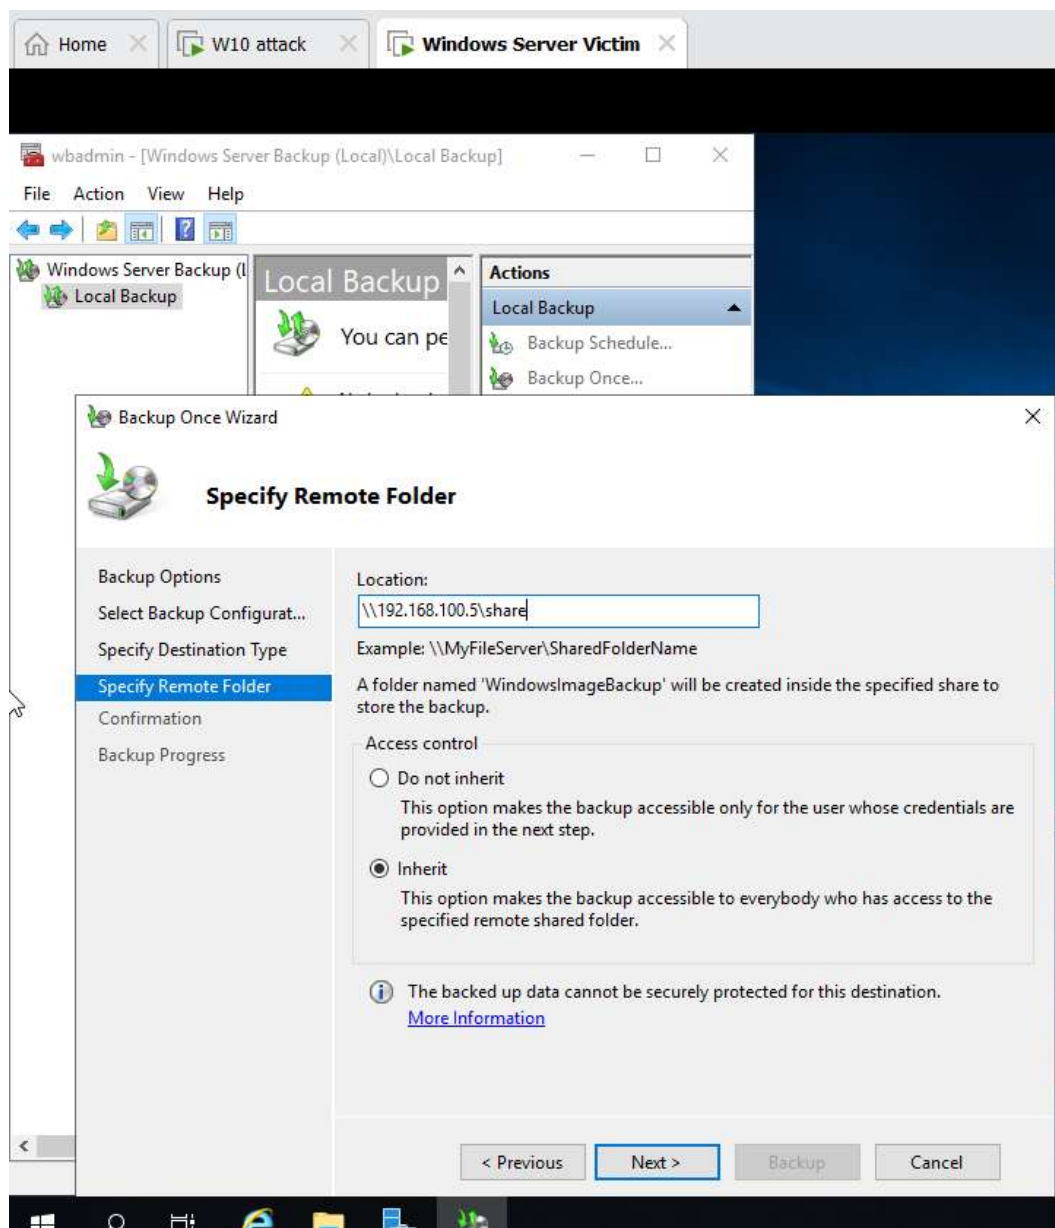 Home
W10 attack
Windows Server Victim
wbadmin - [Windows Server Backup (Local)\Local Backup]
File Action View Help
Windows Server Backup (L
Local Backup
Local Backup
You can pe
Actions
Local Backup
Backup Schedule...
Backup Once...
Backup Once Wizard
Specify Remote Folder
Backup Options
Select Backup Configurat...
Specify Destination Type
Specify Remote Folder
Confirmation
Backup Progress
Location:
\\192.168.100.5\share
Example: \\MyFileServer\SharedFolderName
A folder named 'WindowsImageBackup' will be created inside the specified share to
store the backup.
Access control
Do not inherit
This option makes the backup accessible only for the user whose credentials are
provided in the next step.
Inherit
This option makes the backup accessible to everybody who has access to the
specified remote shared folder.
The backed up data cannot be securely protected for this destination.
More Information
< Previous
Next >
Backup
Cancel